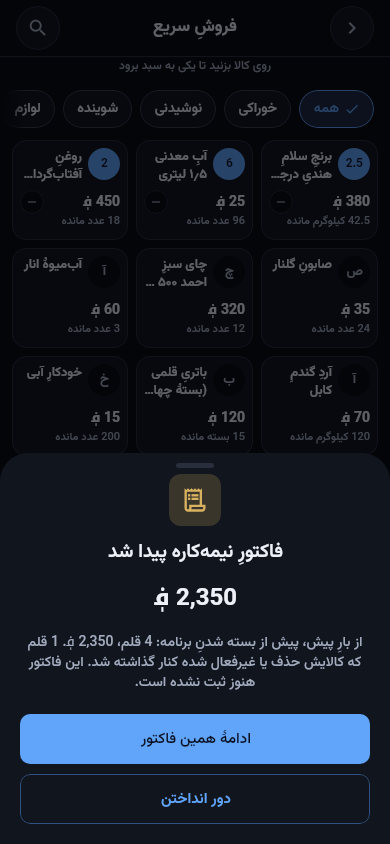 فروشِ سریع
روی کالا بزنید تا یکی به سبد برود
همه
خوراکی
نوشیدنی
شوینده
لوازم
2.5
برنجِ سلامِ
هندیِ درج…
380 ؋
42.5 کیلوگرم مانده
6
آبِ معدنی
۱٫۵ لیتری
25 ؋
96 عدد مانده
2
روغنِ
آفتاب‌گردا…
450 ؋
18 عدد مانده
ص
صابونِ گلنار
35 ؋
24 عدد مانده
چ
چای سبزِ
احمد ۵۰۰ …
320 ؋
12 عدد مانده
آ
آب‌میوهٔ انار
60 ؋
3 عدد مانده
آ
آردِ گندمِ
کابل
70 ؋
120 کیلوگرم مانده
ب
باتریِ قلمی
(بستهٔ چها…
120 ؋
15 بسته مانده
خ
خودکارِ آبی
15 ؋
200 عدد مانده
فاکتورِ نیمه‌کاره پیدا شد
2,350 ؋
از بارِ پیش، پیش از بسته شدنِ برنامه: 4 قلم، 2,350 ؋. 1 قلم
که کالایش حذف یا غیرفعال شده کنار گذاشته شد. این فاکتور
هنوز ثبت نشده است.
ادامهٔ همین فاکتور
دور انداختن